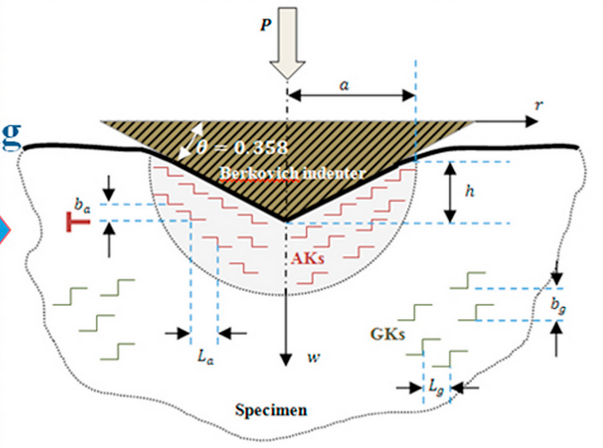 P
a
r
g
θ = 0.358
Berkovich indenter
h
b_a
AKs
b_g
GKs
L_a
w
L_g
Specimen